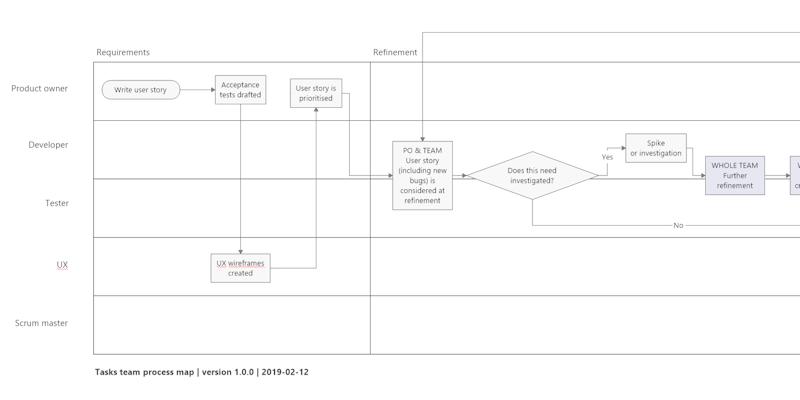 Requirements
Refinement
Product owner
Write user story
Acceptance
tests drafted
User story is
prioritised
Developer
PO & TEAM
User story
(including new
bugs) is
considered at
refinement
Does this need
investigated?
Yes
Spike
or investigation
WHOLE TEAM
Further
refinement
Tester
No
UX
UX wireframes
created
Scrum master
Tasks team process map | version 1.0.0 | 2019-02-12